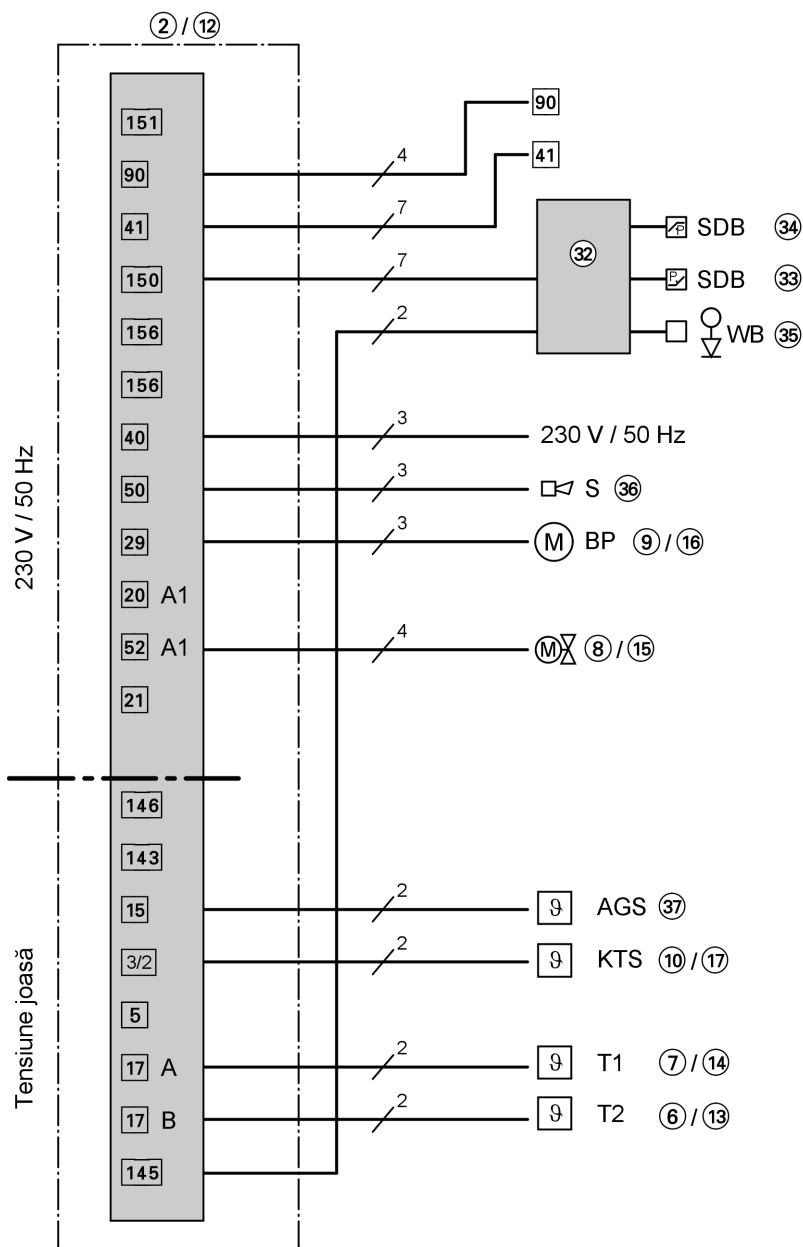 2 / 12
151
90
4
90
41
7
41
150
7
32
SDB 34
SDB 33
156
2
WB 35
156
40
3
230 V / 50 Hz
50
3
S 36
29
3
M BP 9 / 16
20 A1
52 A1
4
M 8 / 15
21
230 V / 50 Hz
146
143
15
2
ϑ AGS 37
3/2
2
ϑ KTS 10 / 17
5
17 A
2
ϑ T1 7 / 14
17 B
2
ϑ T2 6 / 13
145
Tensiune joasă